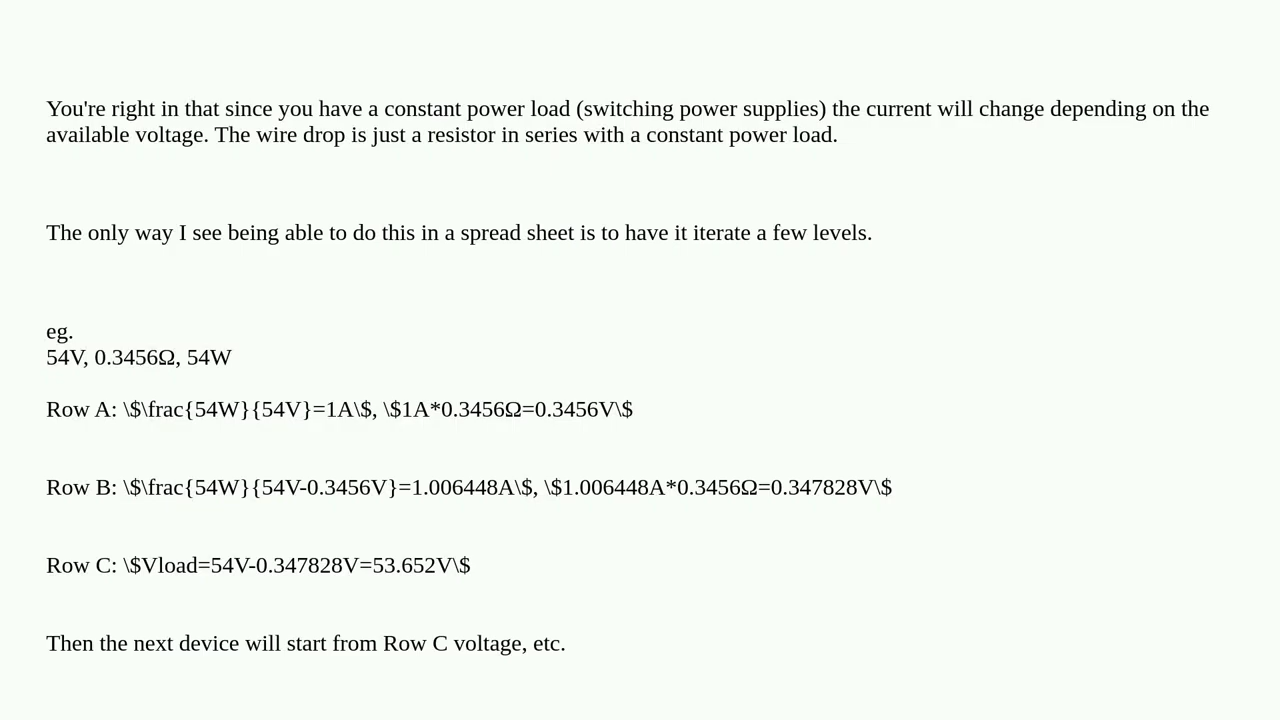 You're right in that since you have a constant power load (switching power supplies) the current will change depending on the
available voltage. The wire drop is just a resistor in series with a constant power load.
The only way I see being able to do this in a spread sheet is to have it iterate a few levels.
eg.
54V, 0.3456Ω, 54W
Row A: \$\frac{54W}{54V}=1A\$, \$1A*0.3456Ω=0.3456V\$
Row B: \$\frac{54W}{54V-0.3456V}=1.006448A\$, \$1.006448A*0.3456Ω=0.347828V\$
Row C: \$Vload=54V-0.347828V=53.652V\$
Then the next device will start from Row C voltage, etc.